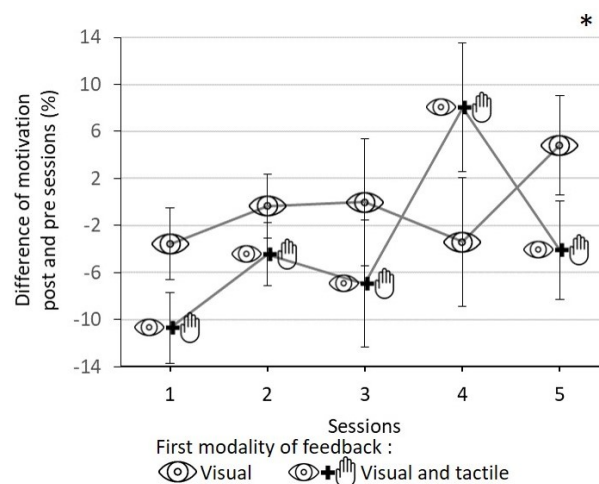 *
14
10
6
2
-2
-6
-10
-14
Difference of motivation
post and pre sessions (%)
1 2 3 4 5
Sessions
First modality of feedback :
Visual Visual and tactile